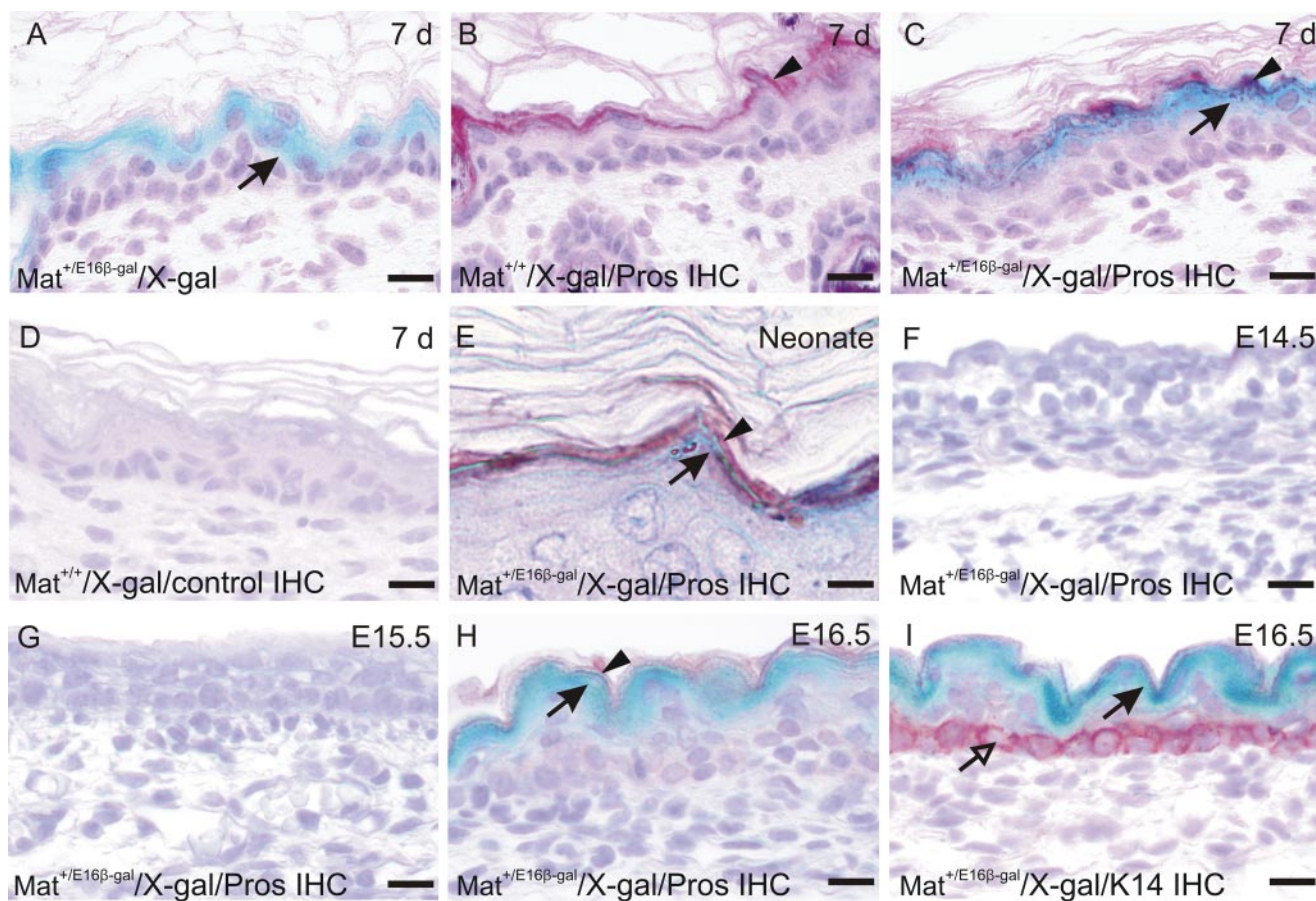 A 7 d
Mat+/E16β-gal/X-gal
B 7 d
Mat+/+/X-gal/Pros IHC
C 7 d
Mat+/E16β-gal/X-gal/Pros IHC
D 7 d
Mat+/+/X-gal/control IHC
E Neonate
Mat+/E16β-gal/X-gal/Pros IHC
F E14.5
Mat+/E16β-gal/X-gal/Pros IHC
G E15.5
Mat+/E16β-gal/X-gal/Pros IHC
H E16.5
Mat+/E16β-gal/X-gal/Pros IHC
I E16.5
Mat+/E16β-gal/X-gal/K14 IHC